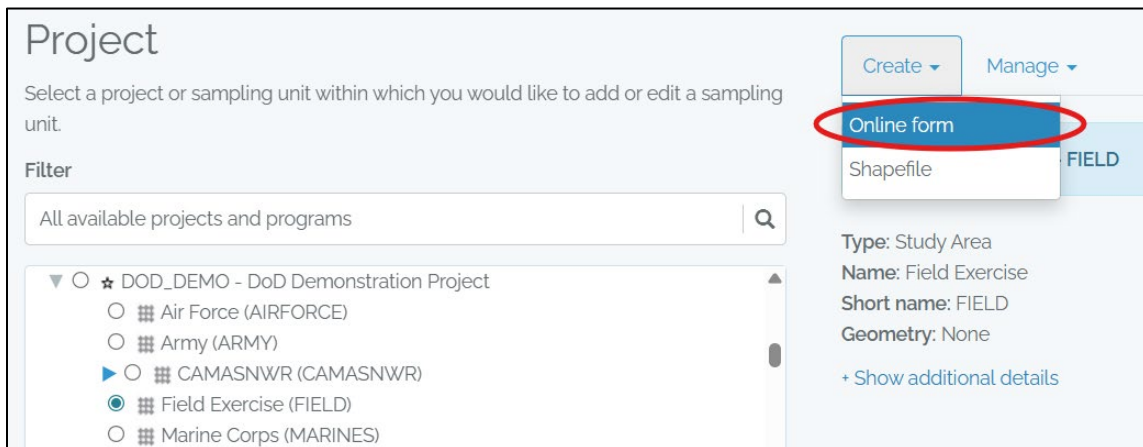 Project
Select a project or sampling unit within which you would like to add or edit a sampling
unit.
Filter
All available projects and programs
DOD_DEMO - DoD Demonstration Project
Air Force (AIRFORCE)
Army (ARMY)
CAMASNWR (CAMASNWR)
Field Exercise (FIELD)
Marine Corps (MARINES)
Create
Manage
Online form
Shapefile
FIELD
Type: Study Area
Name: Field Exercise
Short name: FIELD
Geometry: None
+ Show additional details